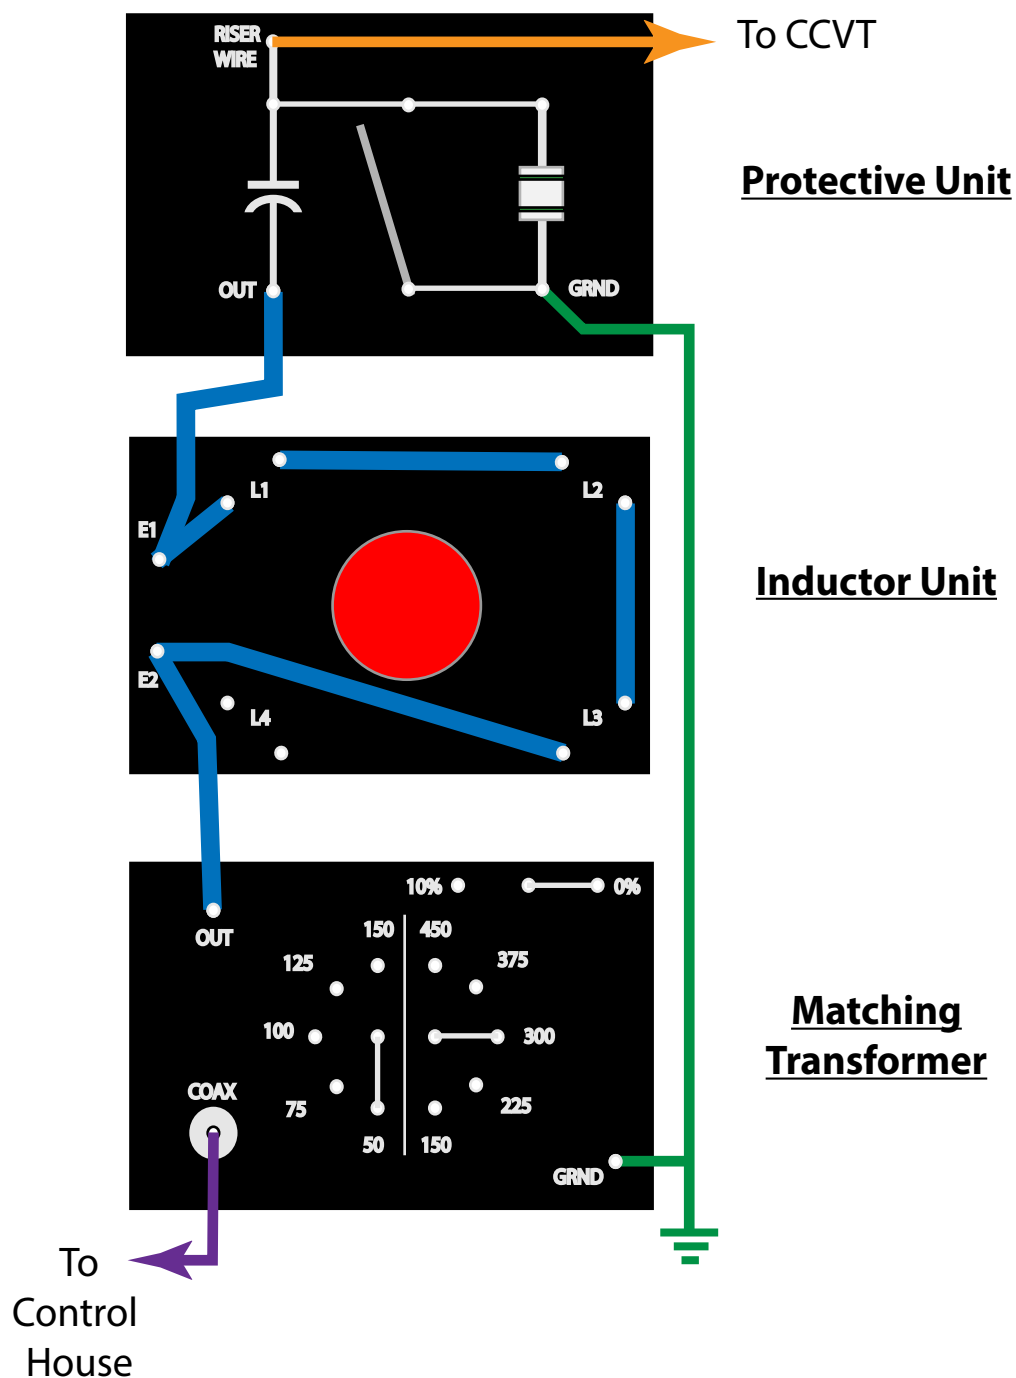 RISER
WIRE
To CCVT
Protective Unit
OUT
GRND
L1
L2
E1
Inductor Unit
E2
L4
L3
10%
0%
OUT
150
450
125
375
100
300
Matching
Transformer
COAX
75
225
50
150
GRND
To
Control
House